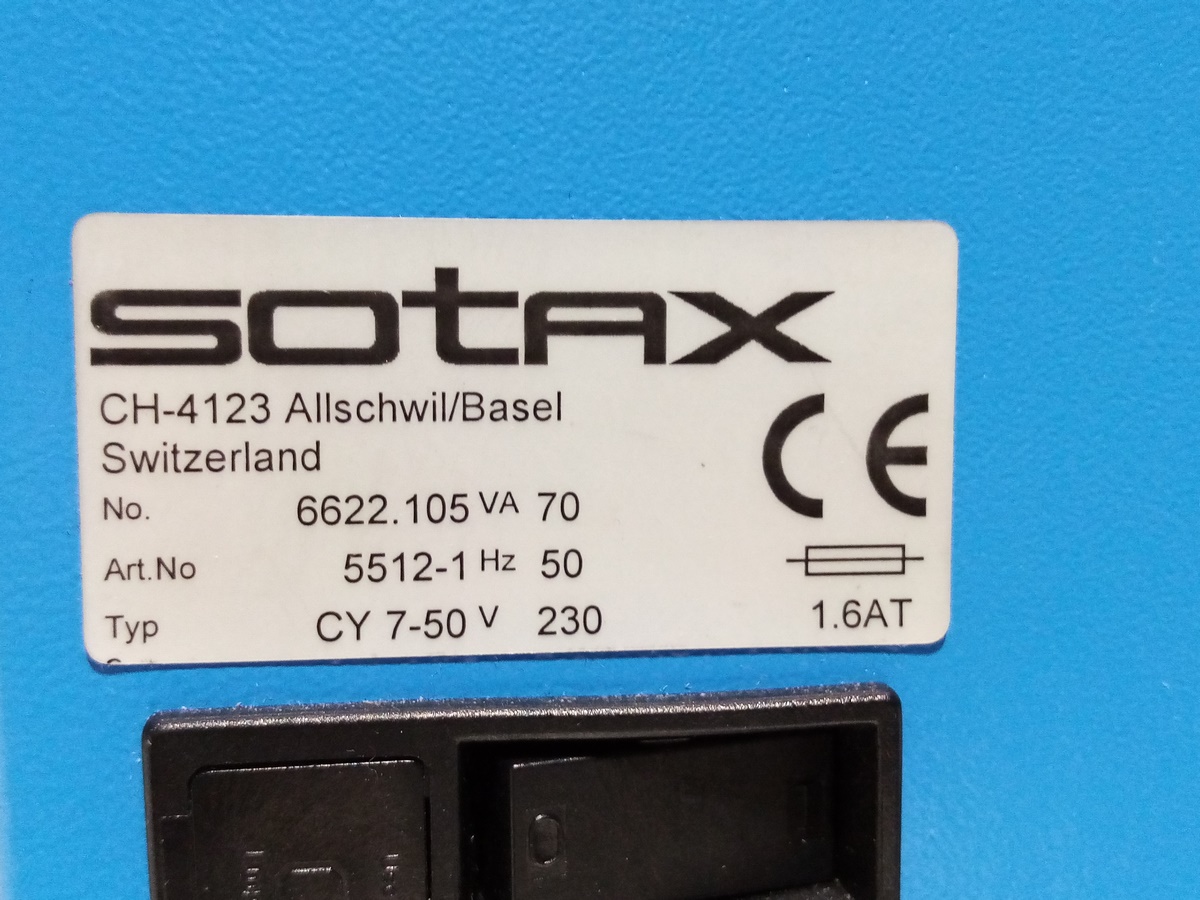 sotax
CH-4123 Allschwil/Basel
Switzerland
CE
No. 6622.105 VA 70
Art.No 5512-1 Hz 50
Typ CY 7-50 V 230
1.6AT